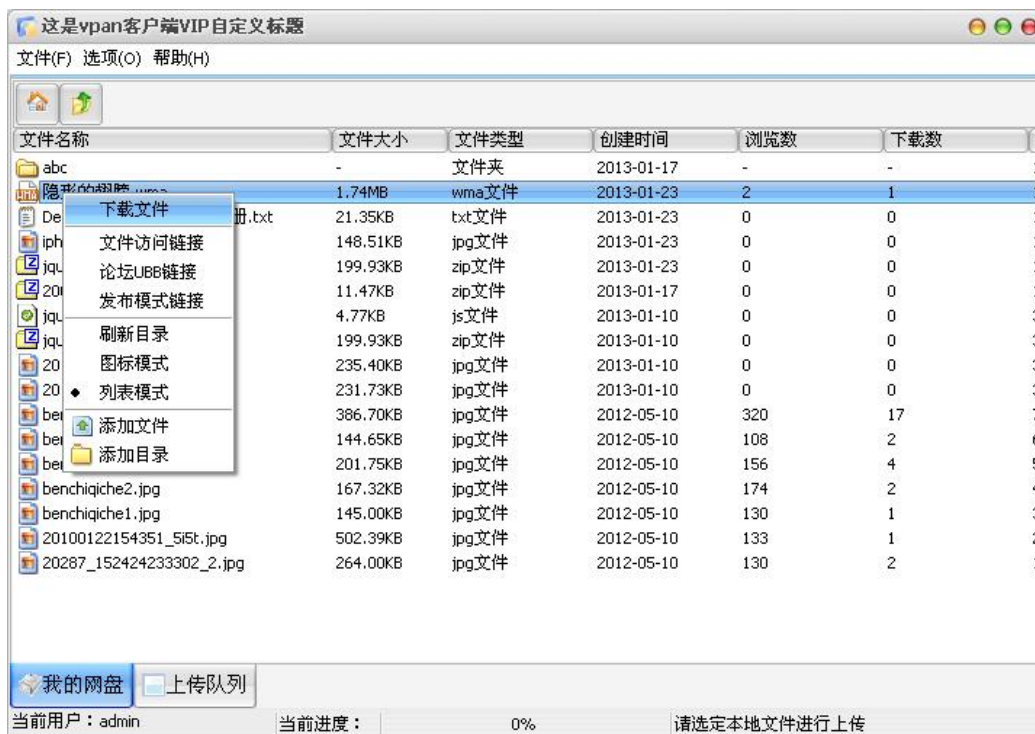 这是vpan客户端VIP自定义标题
文件(F) 选项(O) 帮助(H)
文件名称 文件大小 文件类型 创建时间 浏览数 下载数
abc - 文件夹 2013-01-17 - -
隐形的翅膀.wma 1.74MB wma文件 2013-01-23 2 1
下载文件
De 册.txt 21.35KB txt文件 2013-01-23 0 0
iph 148.51KB jpg文件 2013-01-23 0 0
文件访问链接
jqu 199.93KB zip文件 2013-01-23 0 0
论坛UBB链接
200 11.47KB zip文件 2013-01-17 0 0
发布模式链接
jqu 4.77KB js文件 2013-01-10 0 0
刷新目录
jqu 199.93KB zip文件 2013-01-10 0 0
20 235.40KB jpg文件 2013-01-10 0 0
图标模式
20 231.73KB jpg文件 2013-01-10 0 0
列表模式
ben 386.70KB jpg文件 2012-05-10 320 17
添加文件
ben 144.65KB jpg文件 2012-05-10 108 2
添加目录
ben 201.75KB jpg文件 2012-05-10 156 4
benchiqiche2.jpg 167.32KB jpg文件 2012-05-10 174 2
benchiqiche1.jpg 145.00KB jpg文件 2012-05-10 130 1
20100122154351_5i5t.jpg 502.39KB jpg文件 2012-05-10 133 1
20287_152424233302_2.jpg 264.00KB jpg文件 2012-05-10 130 2
我的网盘 上传队列
当前用户：admin 当前进度： 0% 请选定本地文件进行上传